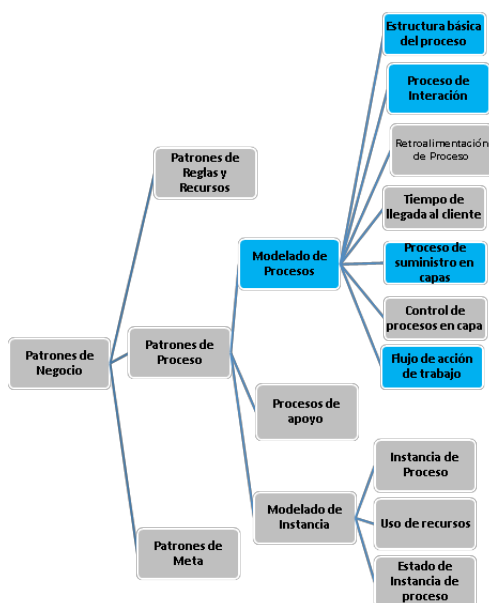 Estructura básica
del proceso
Proceso de
Interación
Retroalimentación
de Proceso
Patrones de
Reglas y
Recursos
Tiempo de
llegada al cliente
Modelado de
Procesos
Proceso de
suministro en
capas
Control de
procesos en capa
Patrones de
Negocio
Patrones de
Proceso
Flujo de acción
de trabajo
Procesos de
apoyo
Instancia de
Proceso
Modelado de
Instancia
Uso de recursos
Patrones de
Meta
Estado de
Instancia de
proceso